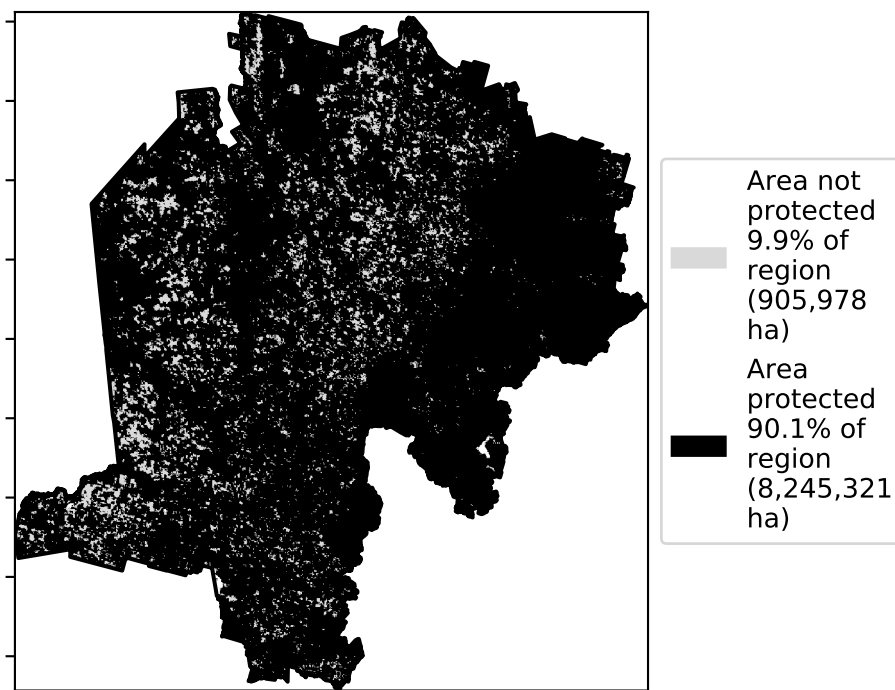 Area not
protected
9.9% of
region
(905,978
ha)
Area
protected
90.1% of
region
(8,245,321
ha)